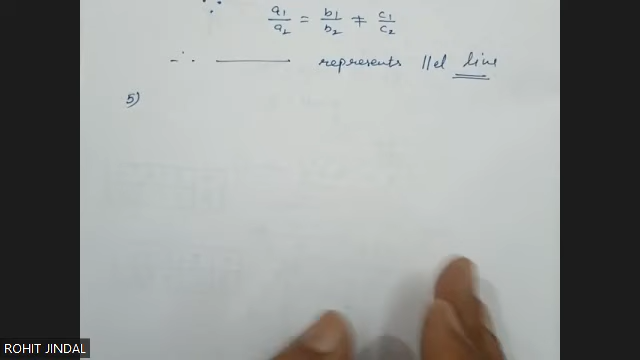 ∵
a1/a2 = b1/b2 ≠ c1/c2
∴ ——— represents ||el line
5)
ROHIT JINDAL